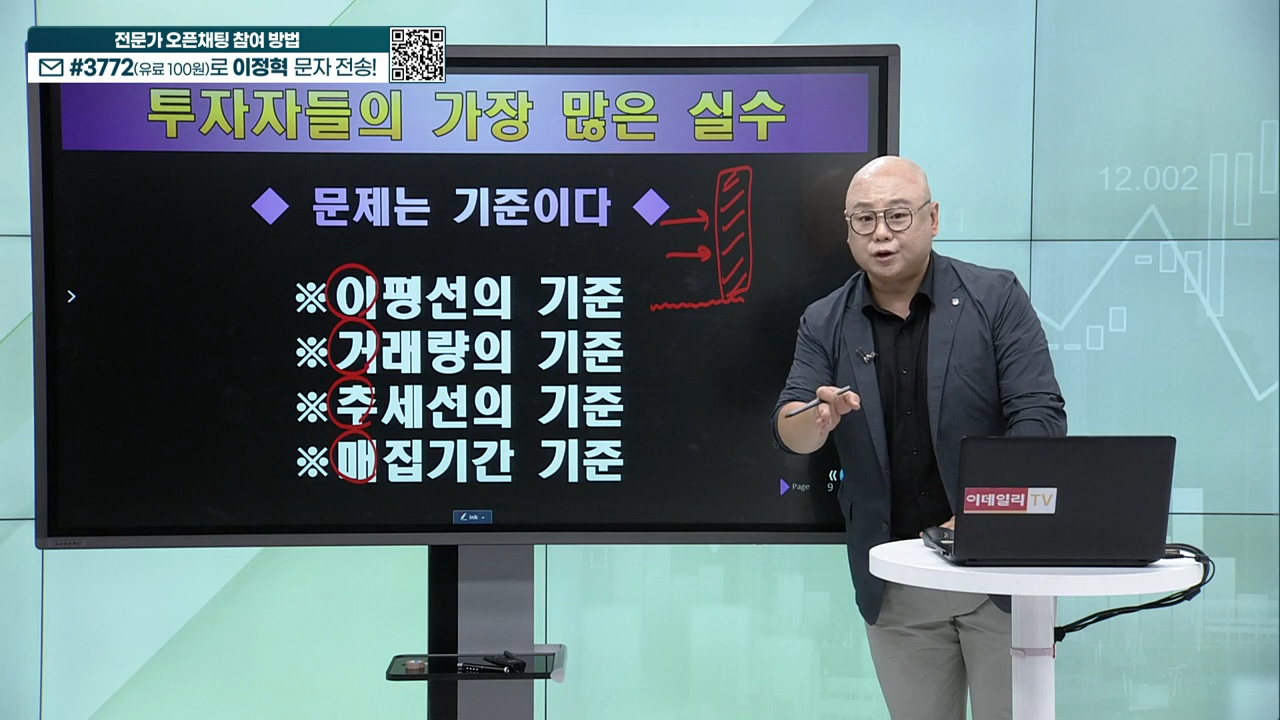 전문가 오픈채팅 참여 방법
#3772(유료 100원)로 이정혁 문자 전송!
투자자들의 가장 많은 실수
◆ 문제는 기준이다 ◆
※이평선의 기준
※거래량의 기준
※추세선의 기준
※매집기간 기준
Page 9
Ink
12.002
이데일리 TV